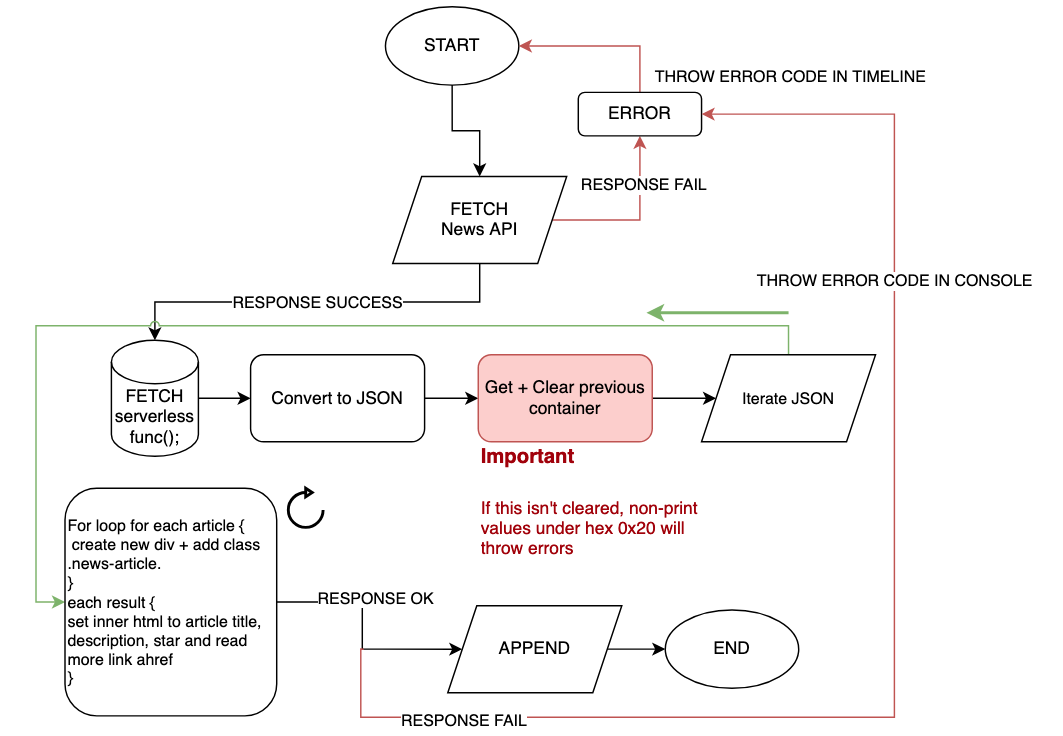 START
THROW ERROR CODE IN TIMELINE
ERROR
RESPONSE FAIL
FETCH
News API
THROW ERROR CODE IN CONSOLE
RESPONSE SUCCESS
FETCH
serverless
func();
Convert to JSON
Get + Clear previous
container
Iterate JSON
Important
If this isn't cleared, non-print
values under hex 0x20 will
throw errors
For loop for each article {
create new div + add class
.news-article.
}
each result {
set inner html to article title,
description, star and read
more link ahref
}
RESPONSE OK
APPEND
END
RESPONSE FAIL